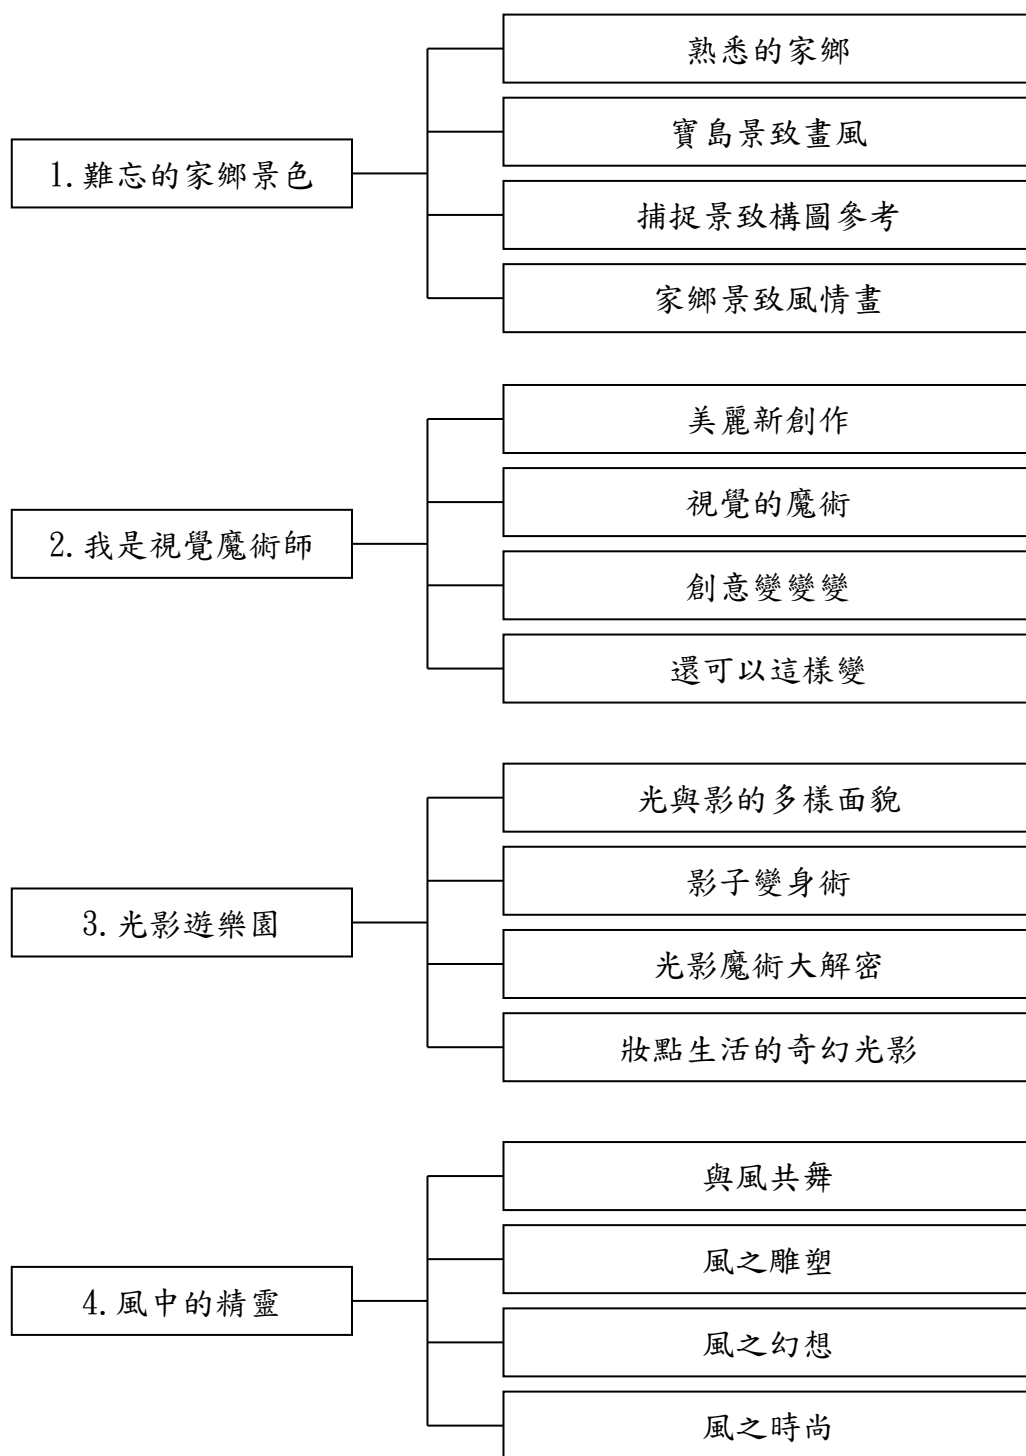 1.難忘的家鄉景色
熟悉的家鄉
寶島景致畫風
捕捉景致構圖參考
家鄉景致風情畫
2.我是視覺魔術師
美麗新創作
視覺的魔術
創意變變變
還可以這樣變
3.光影遊樂園
光與影的多樣面貌
影子變身術
光影魔術大解密
妝點生活的奇幻光影
4.風中的精靈
與風共舞
風之雕塑
風之幻想
風之時尚